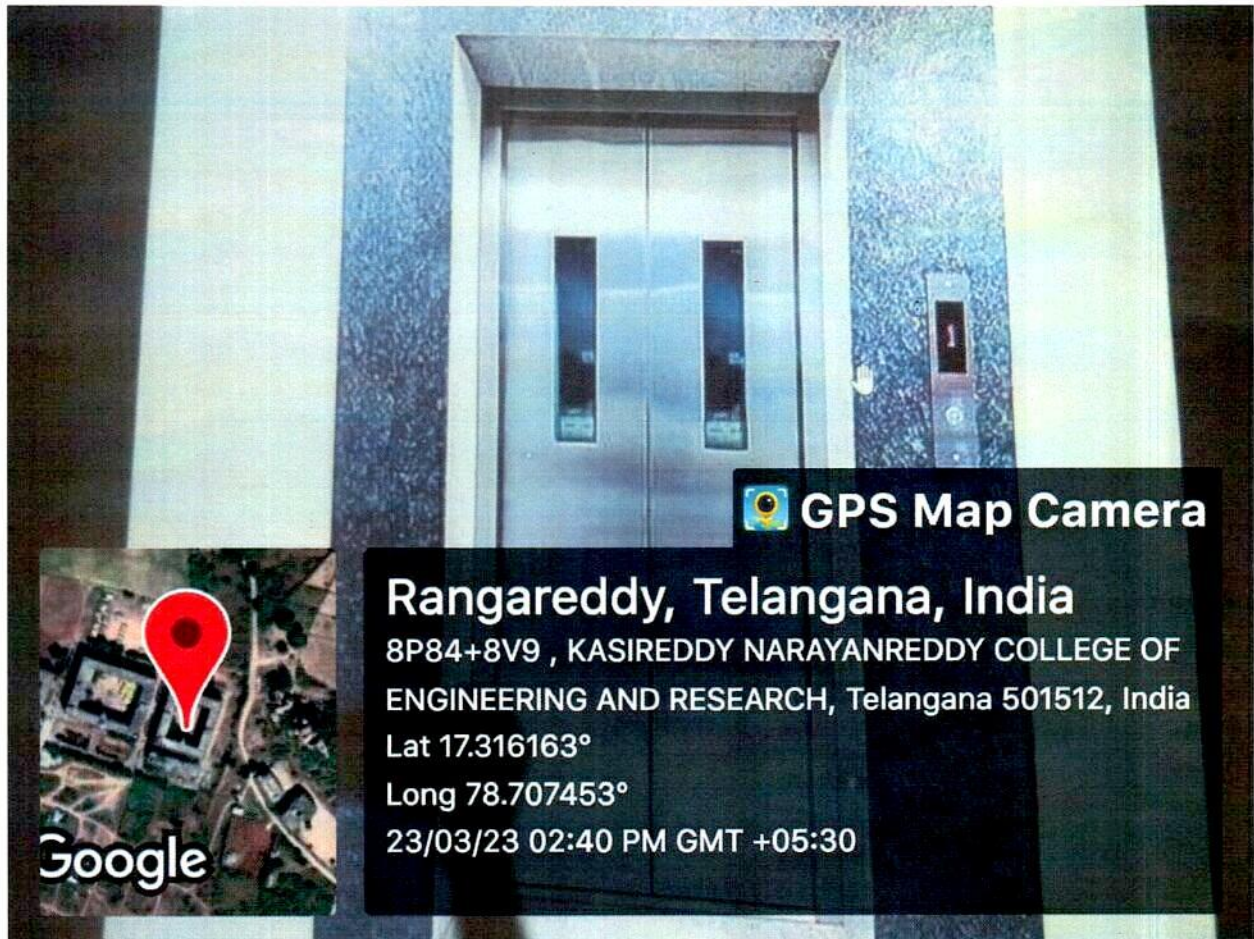 1
GPS Map Camera
Rangareddy, Telangana, India
8P84+8V9 , KASIREDDY NARAYANREDDY COLLEGE OF
ENGINEERING AND RESEARCH, Telangana 501512, India
Lat 17.316163°
Long 78.707453°
23/03/23 02:40 PM GMT +05:30
Google